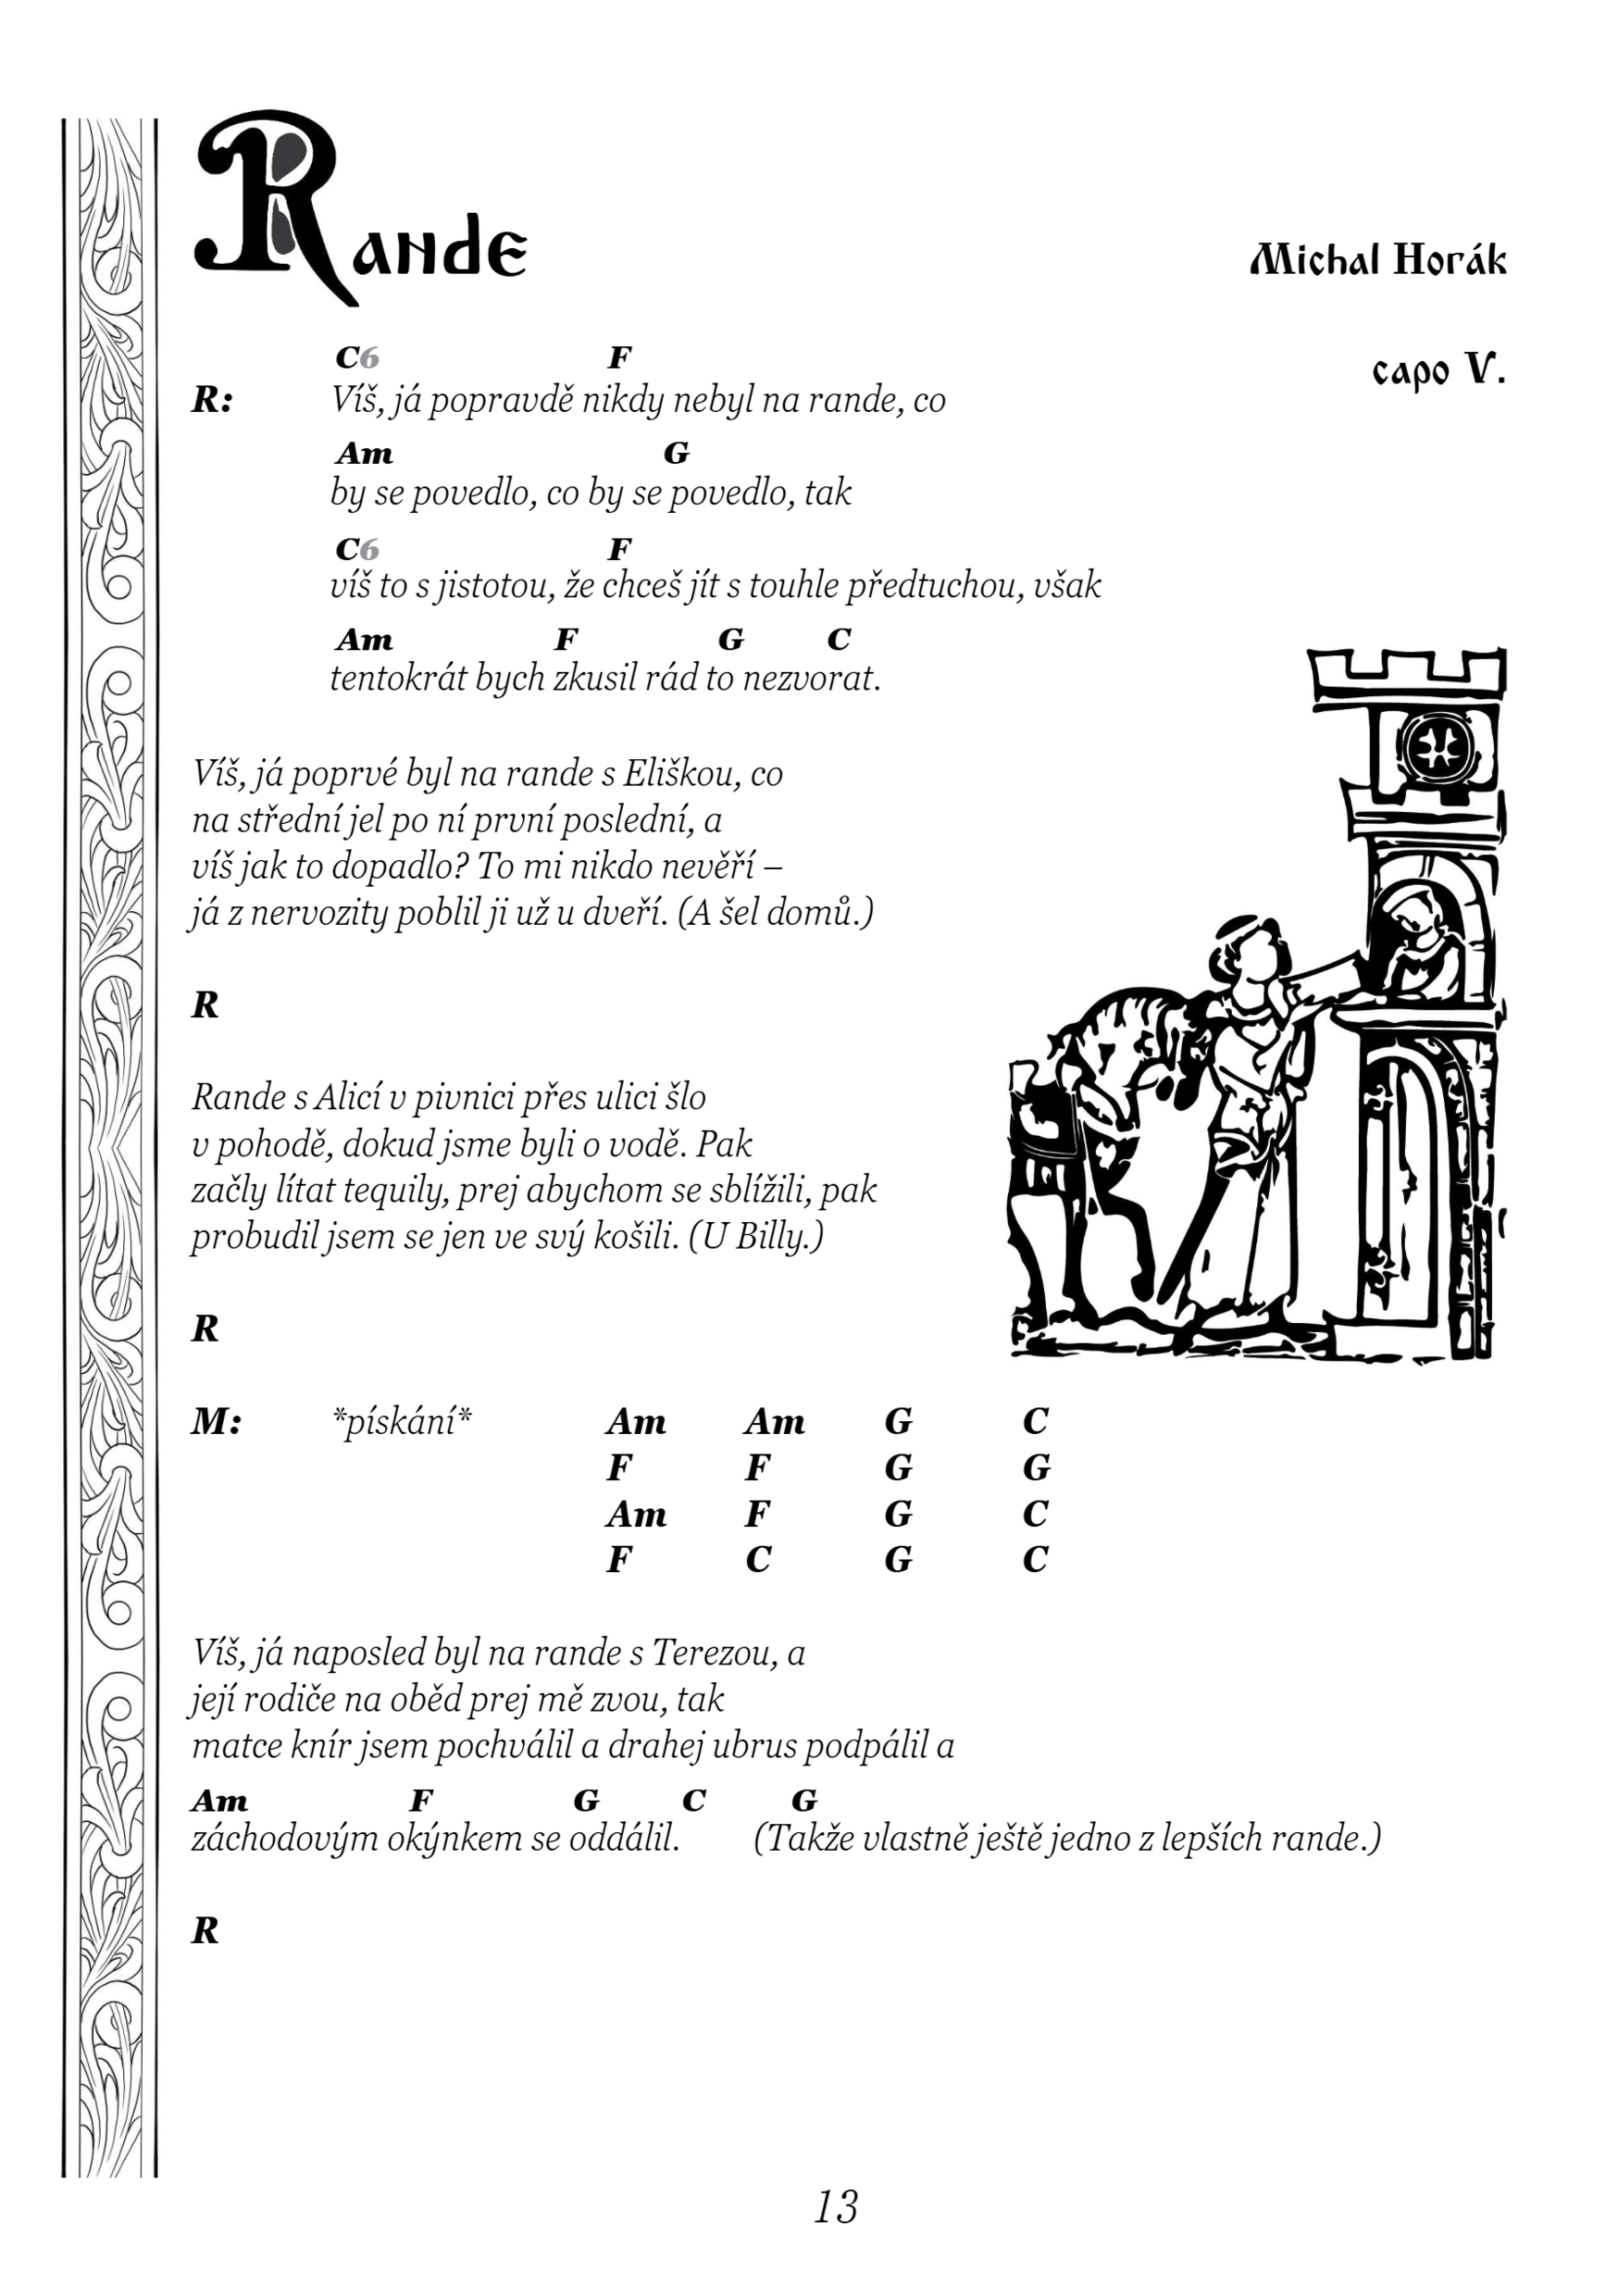 Rande
Michal Horák
capo V.
C6 F
R: Víš, já popravdě nikdy nebyl na rande, co
Am G
by se povedlo, co by se povedlo, tak
C6 F
víš to s jistotou, že chceš jít s touhle předtuchou, však
Am F G C
tentokrát bych zkusil rád to nezvorat.
Víš, já poprvé byl na rande s Eliškou, co
na střední jel po ní první poslední, a
víš jak to dopadlo? To mi nikdo nevěří –
já z nervozity poblil ji už u dveří. (A šel domů.)
R
Rande s Alicí v pivnici přes ulici šlo
v pohodě, dokud jsme byli o vodě. Pak
začly lítat tequily, prej abychom se sblížili, pak
probudil jsem se jen ve svý košili. (U Billy.)
R
M: *pískání* Am Am G C
F F G G
Am F G C
F C G C
Víš, já naposled byl na rande s Terezou, a
její rodiče na oběd prej mě zvou, tak
matce knír jsem pochválil a drahej ubrus podpálil a
Am F G C G
záchodovým okýnkem se oddálil. (Takže vlastně ještě jedno z lepších rande.)
R
13